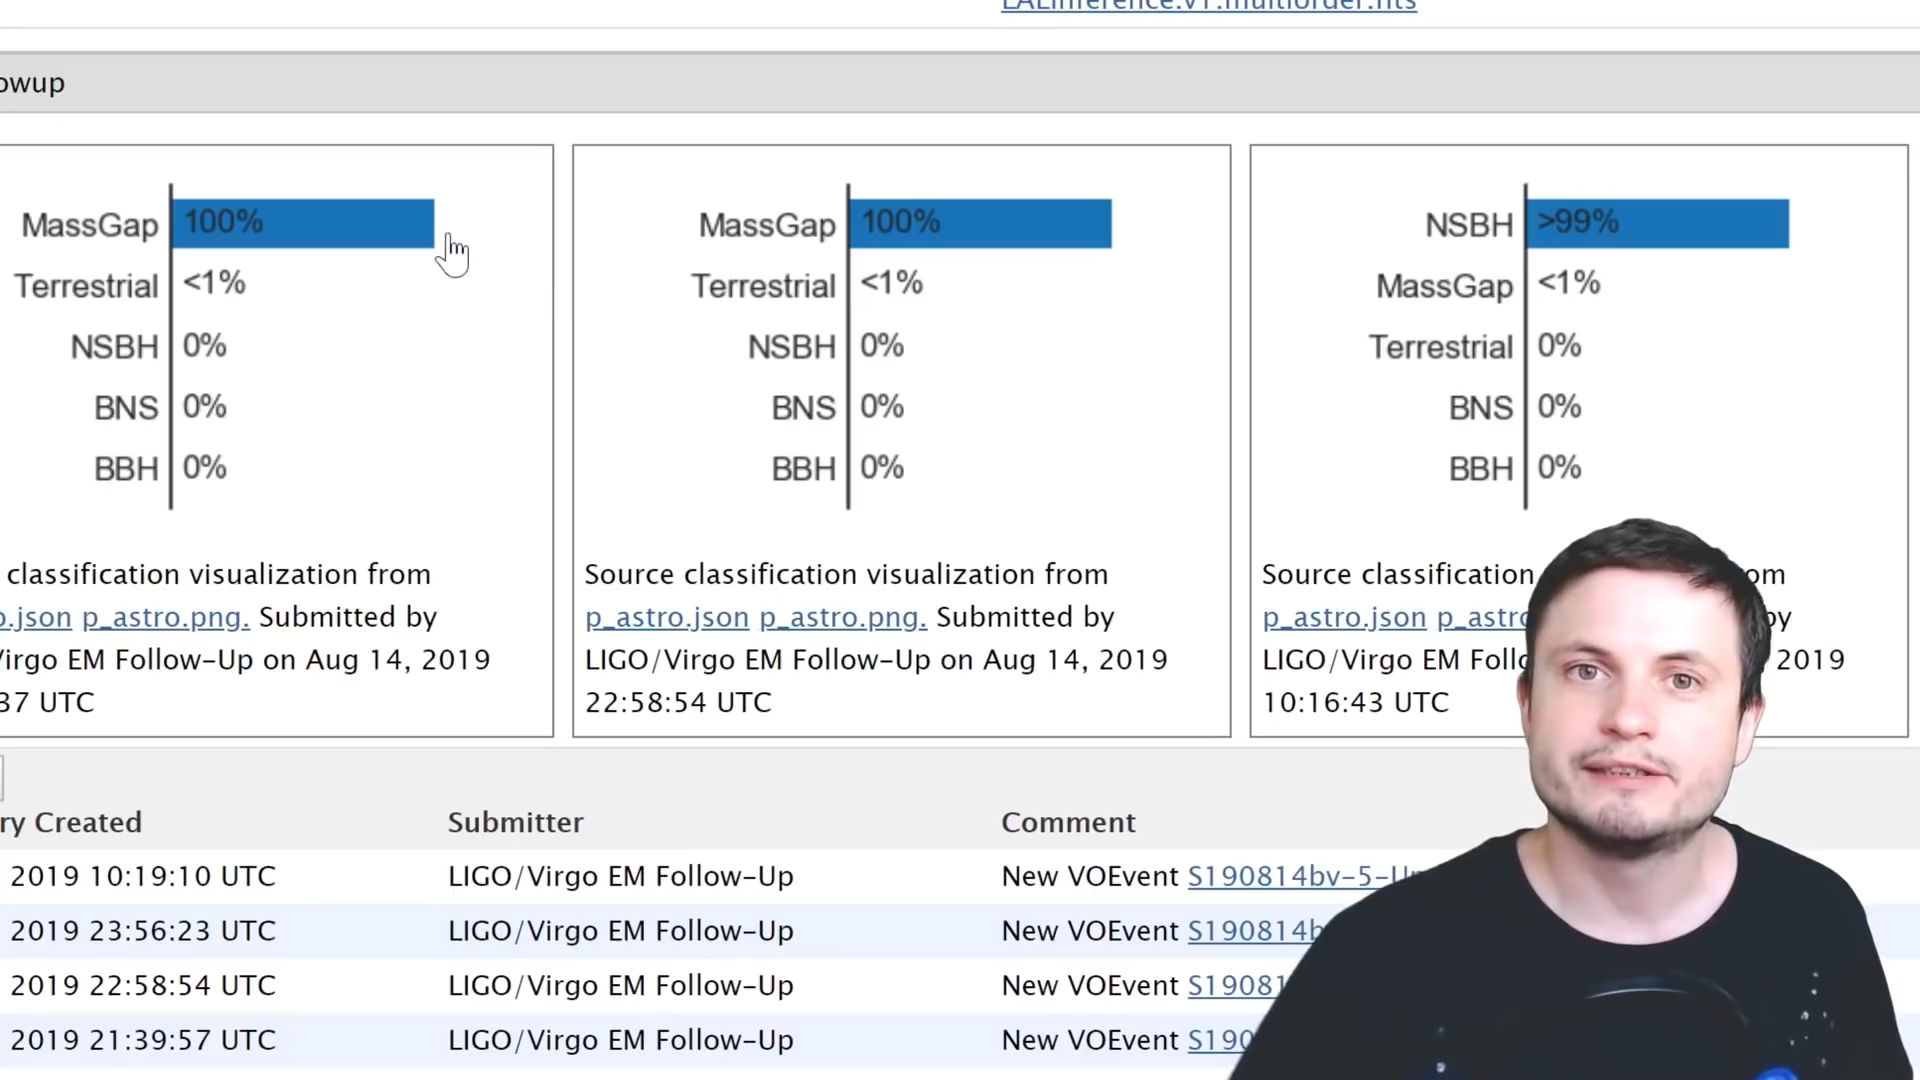 LALInference.v1.multiorder.fits
owup
MassGap 100%
Terrestrial <1%
NSBH 0%
BNS 0%
BBH 0%
classification visualization from
.json p_astro.png. Submitted by
Virgo EM Follow-Up on Aug 14, 2019
37 UTC
MassGap 100%
Terrestrial <1%
NSBH 0%
BNS 0%
BBH 0%
Source classification visualization from
p_astro.json p_astro.png. Submitted by
LIGO/Virgo EM Follow-Up on Aug 14, 2019
22:58:54 UTC
NSBH >99%
MassGap <1%
Terrestrial 0%
BNS 0%
BBH 0%
Source classification om
p_astro.json p_astro by
LIGO/Virgo EM Follo 2019
10:16:43 UTC
ry Created Submitter Comment
2019 10:19:10 UTC LIGO/Virgo EM Follow-Up New VOEvent S190814bv-5-Up
2019 23:56:23 UTC LIGO/Virgo EM Follow-Up New VOEvent S190814b
2019 22:58:54 UTC LIGO/Virgo EM Follow-Up New VOEvent S19081
2019 21:39:57 UTC LIGO/Virgo EM Follow-Up New VOEvent S190